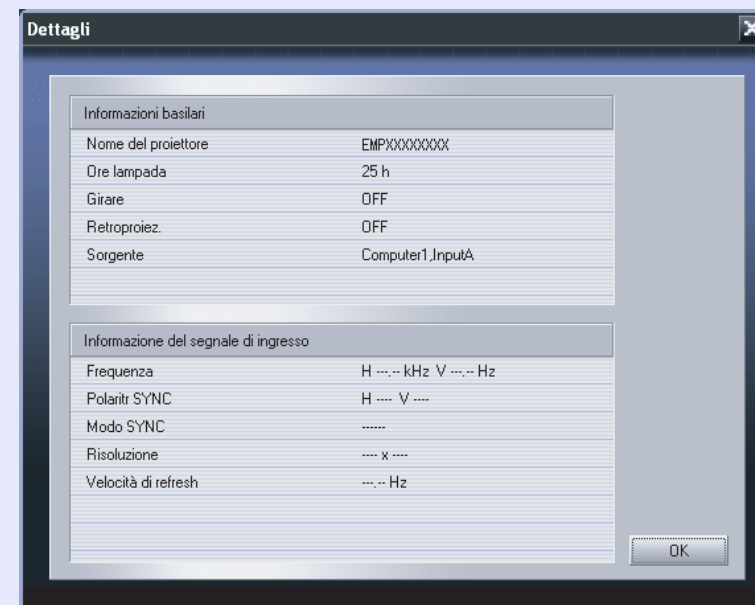 Dettagli
Informazioni basilari
Nome del proiettore EMPXXXXXXXX
Ore lampada 25 h
Girare OFF
Retroproiez. OFF
Sorgente Computer1,InputA
Informazione del segnale di ingresso
Frequenza H ---.-- kHz V ---.-- Hz
Polaritr SYNC H ---- V ----
Modo SYNC ------
Risoluzione ---- x ----
Velocità di refresh ---.-- Hz
OK